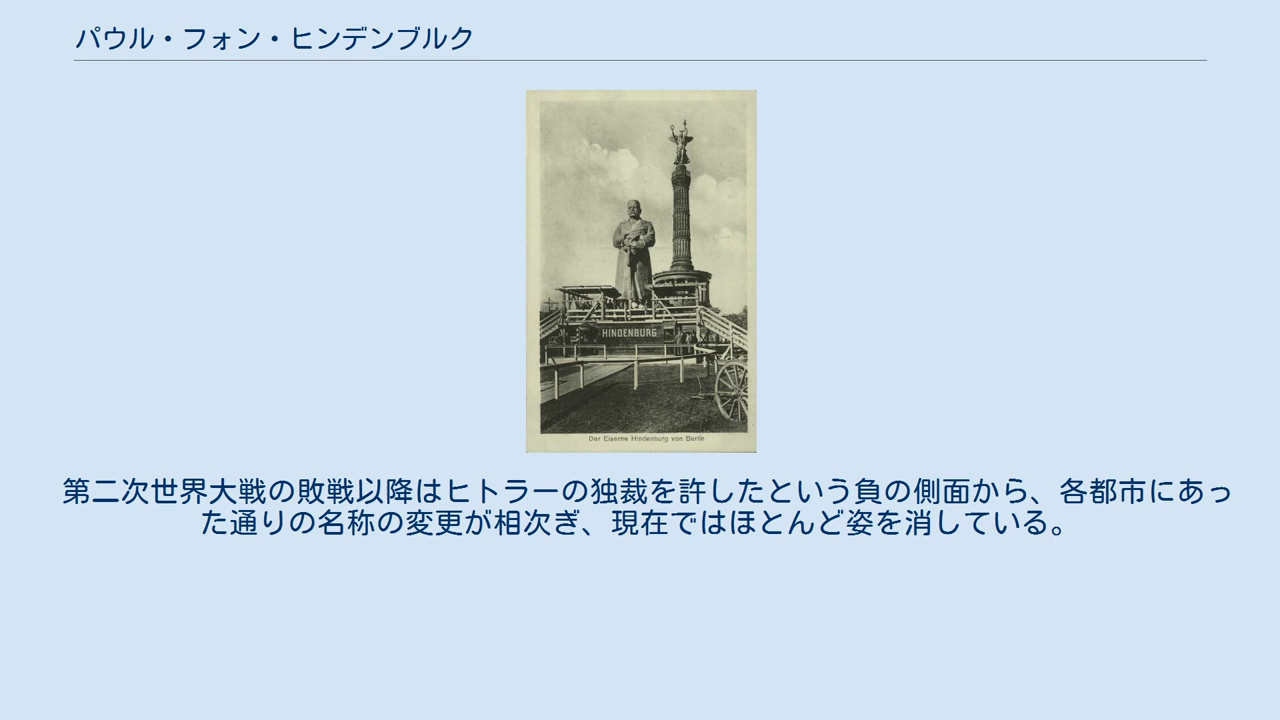 パウル・フォン・ヒンデンブルク
HINDENBURG
Der Eiserne Hindenburg von Berlin
第二次世界大戦の敗戦以降はヒトラーの独裁を許したという負の側面から、各都市にあっ
た通りの名称の変更が相次ぎ、現在ではほとんど姿を消している。